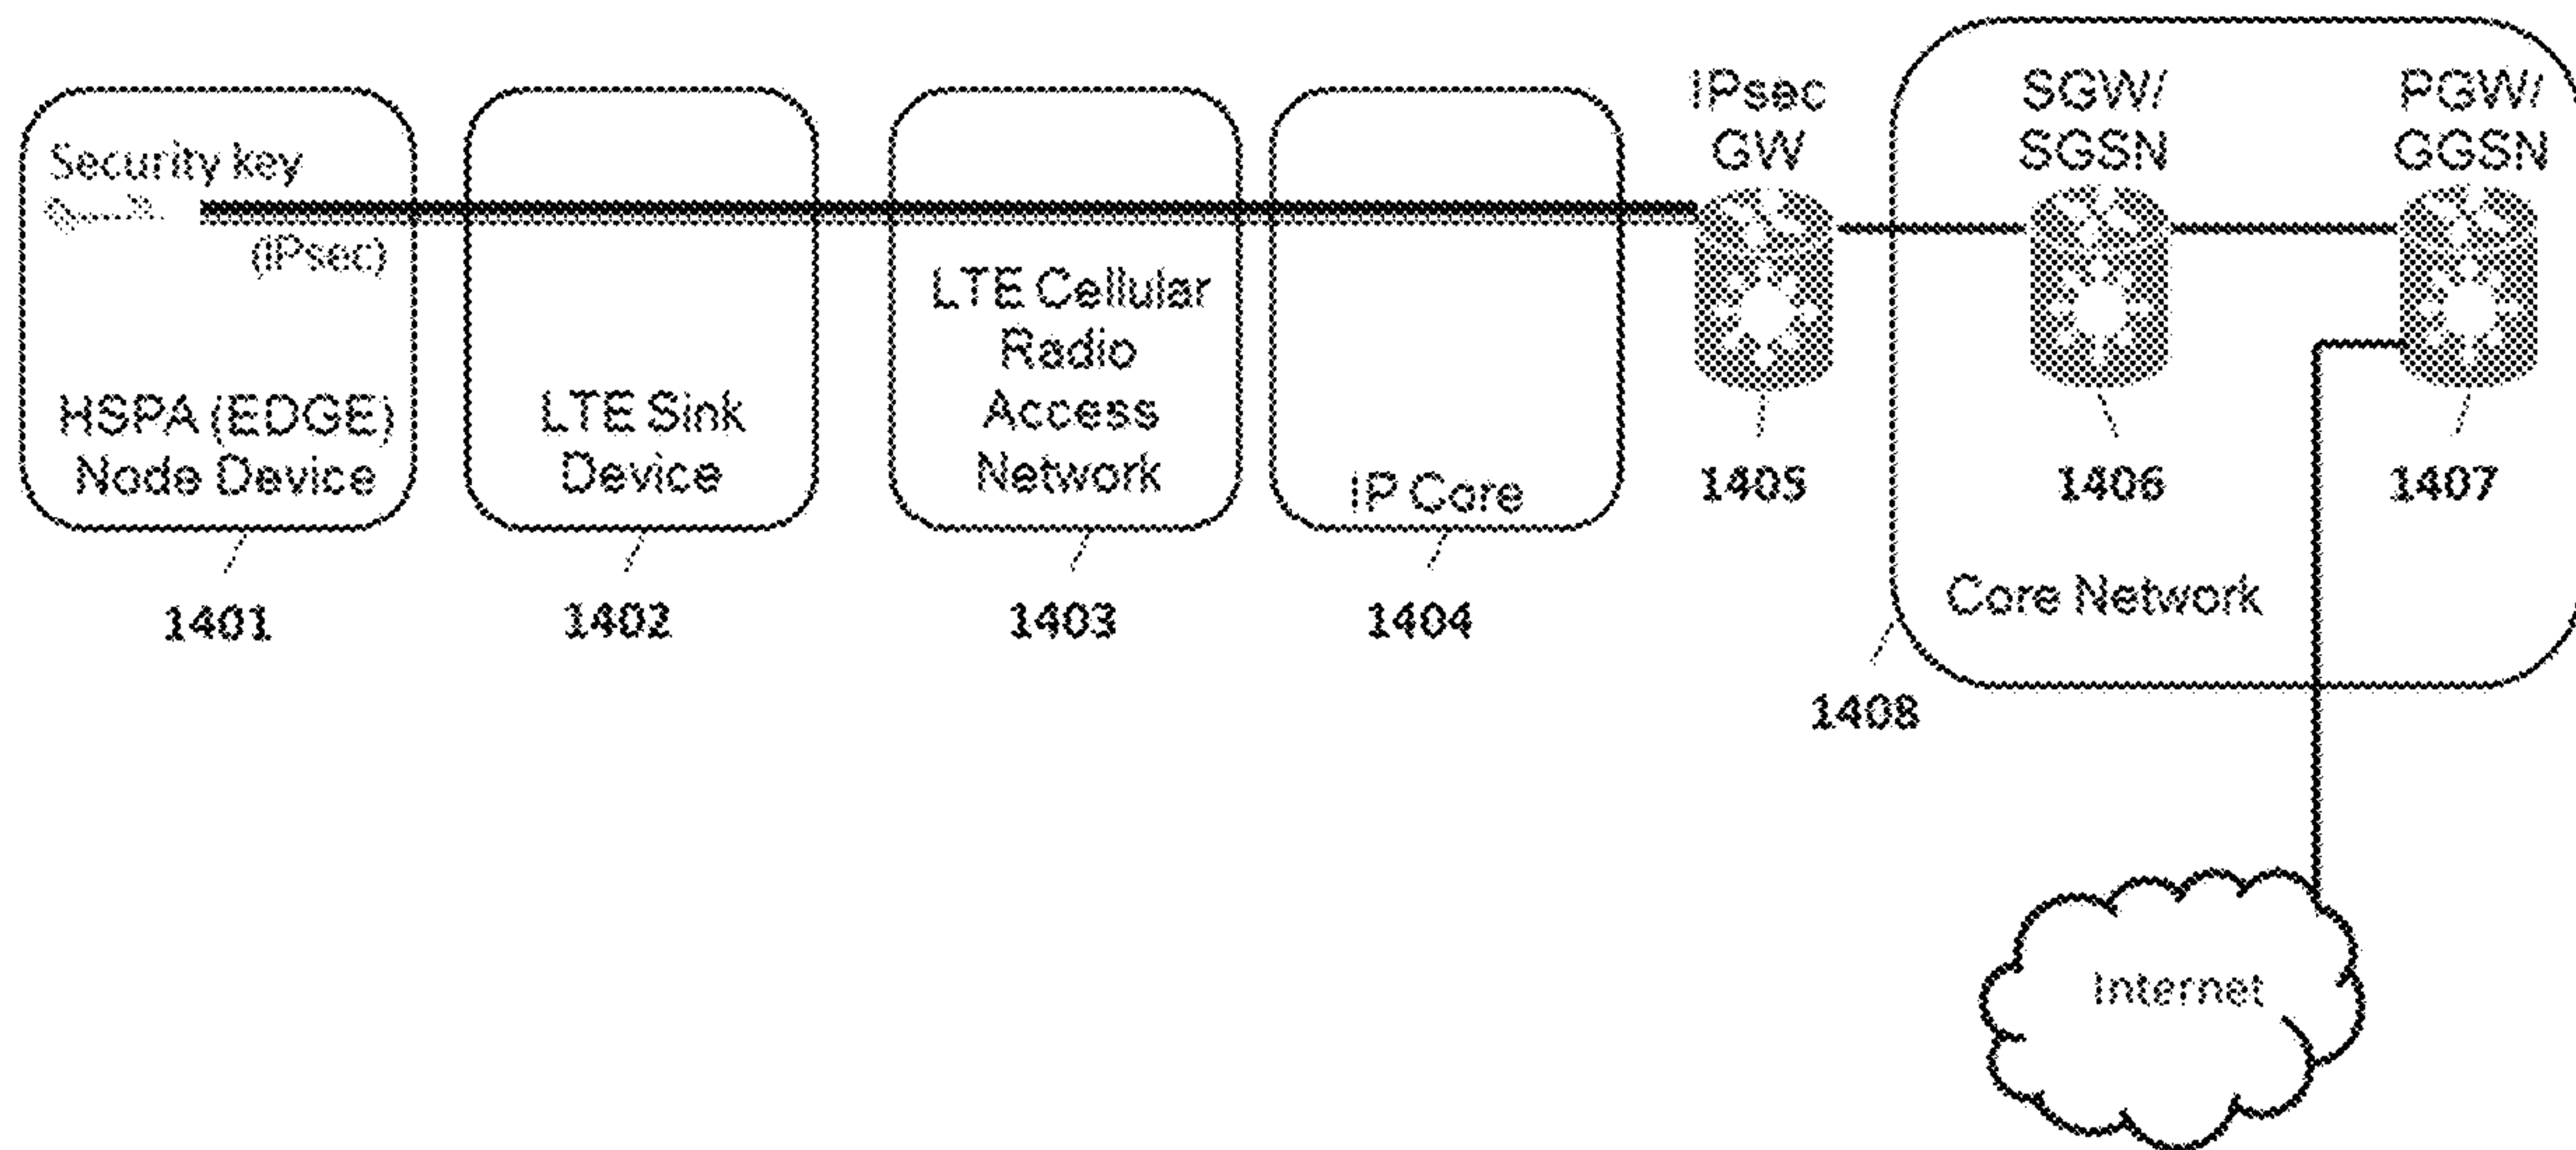 Security key
(IPsec)
HSPA (EDGE)
Node Device
1401
LTE Sink
Device
1402
LTE Cellular
Radio
Access
Network
1403
IP Core
1404
IPsec
GW
1405
SGW/
SGSN
1406
PGW/
GGSN
1407
Core Network
1408
Internet